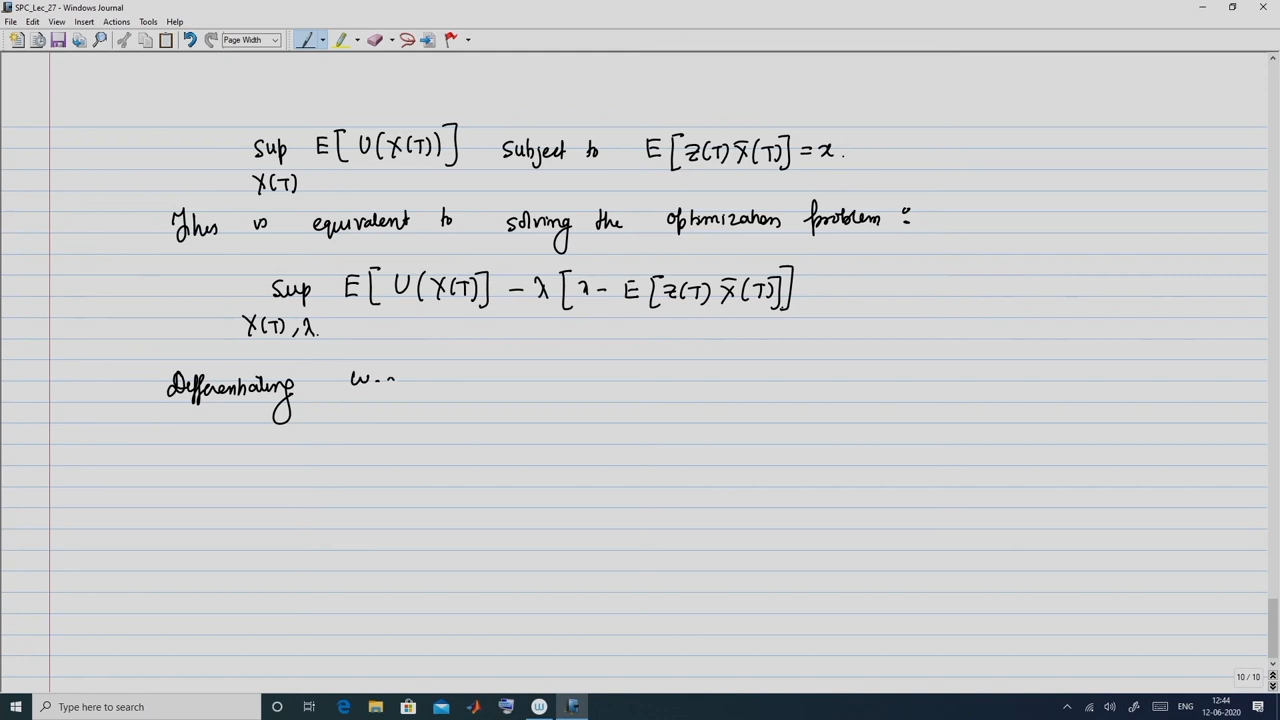 SPC_Lec_27 - Windows Journal
File Edit View Insert Actions Tools Help
Page Width
Sup E[ U(X(T))] Subject to E[Z(T) X̄(T)] = x.
X(T)
This is equivalent to solving the optimization problem :
Sup E[ U(X(T)] - λ [x - E[Z(T) X̄(T)]]
X(T), λ.
Differentiating w.r
10 / 10
Type here to search
ENG
12:44
12-06-2020